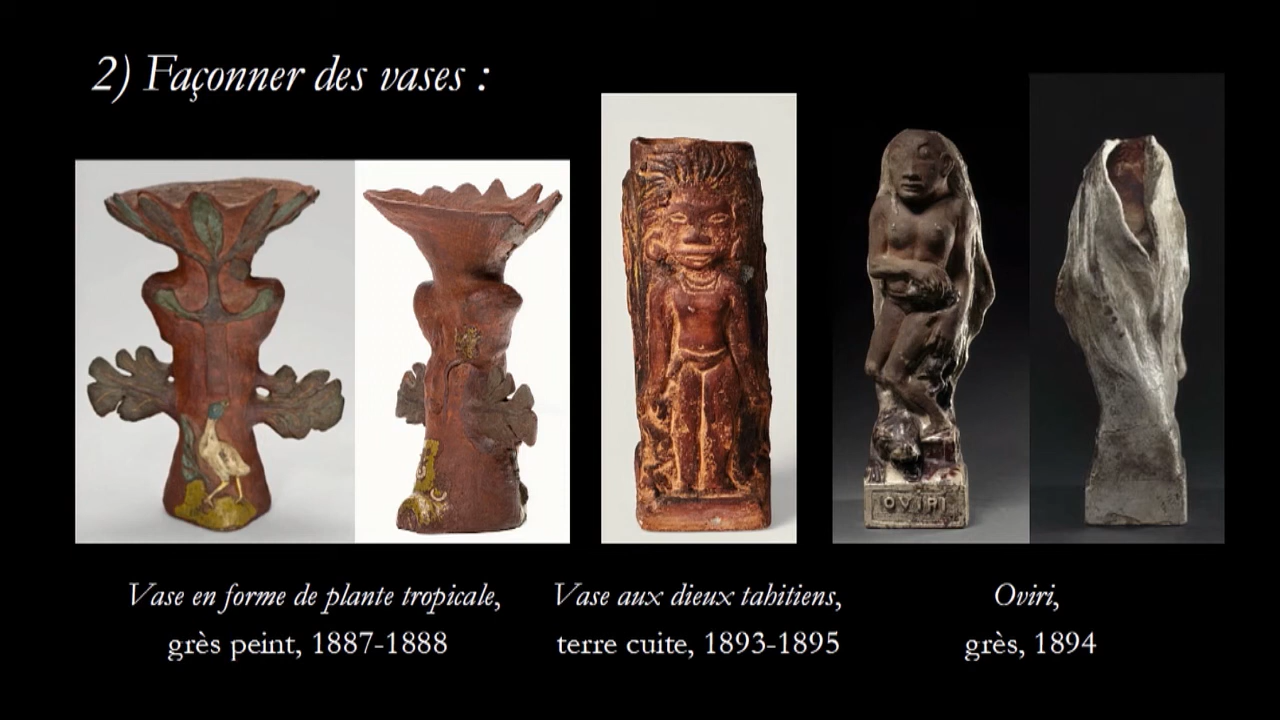 2) Façonner des vases :
OVIRI
Vase en forme de plante tropicale,
grès peint, 1887-1888
Vase aux dieux tahitiens,
terre cuite, 1893-1895
Oviri,
grès, 1894